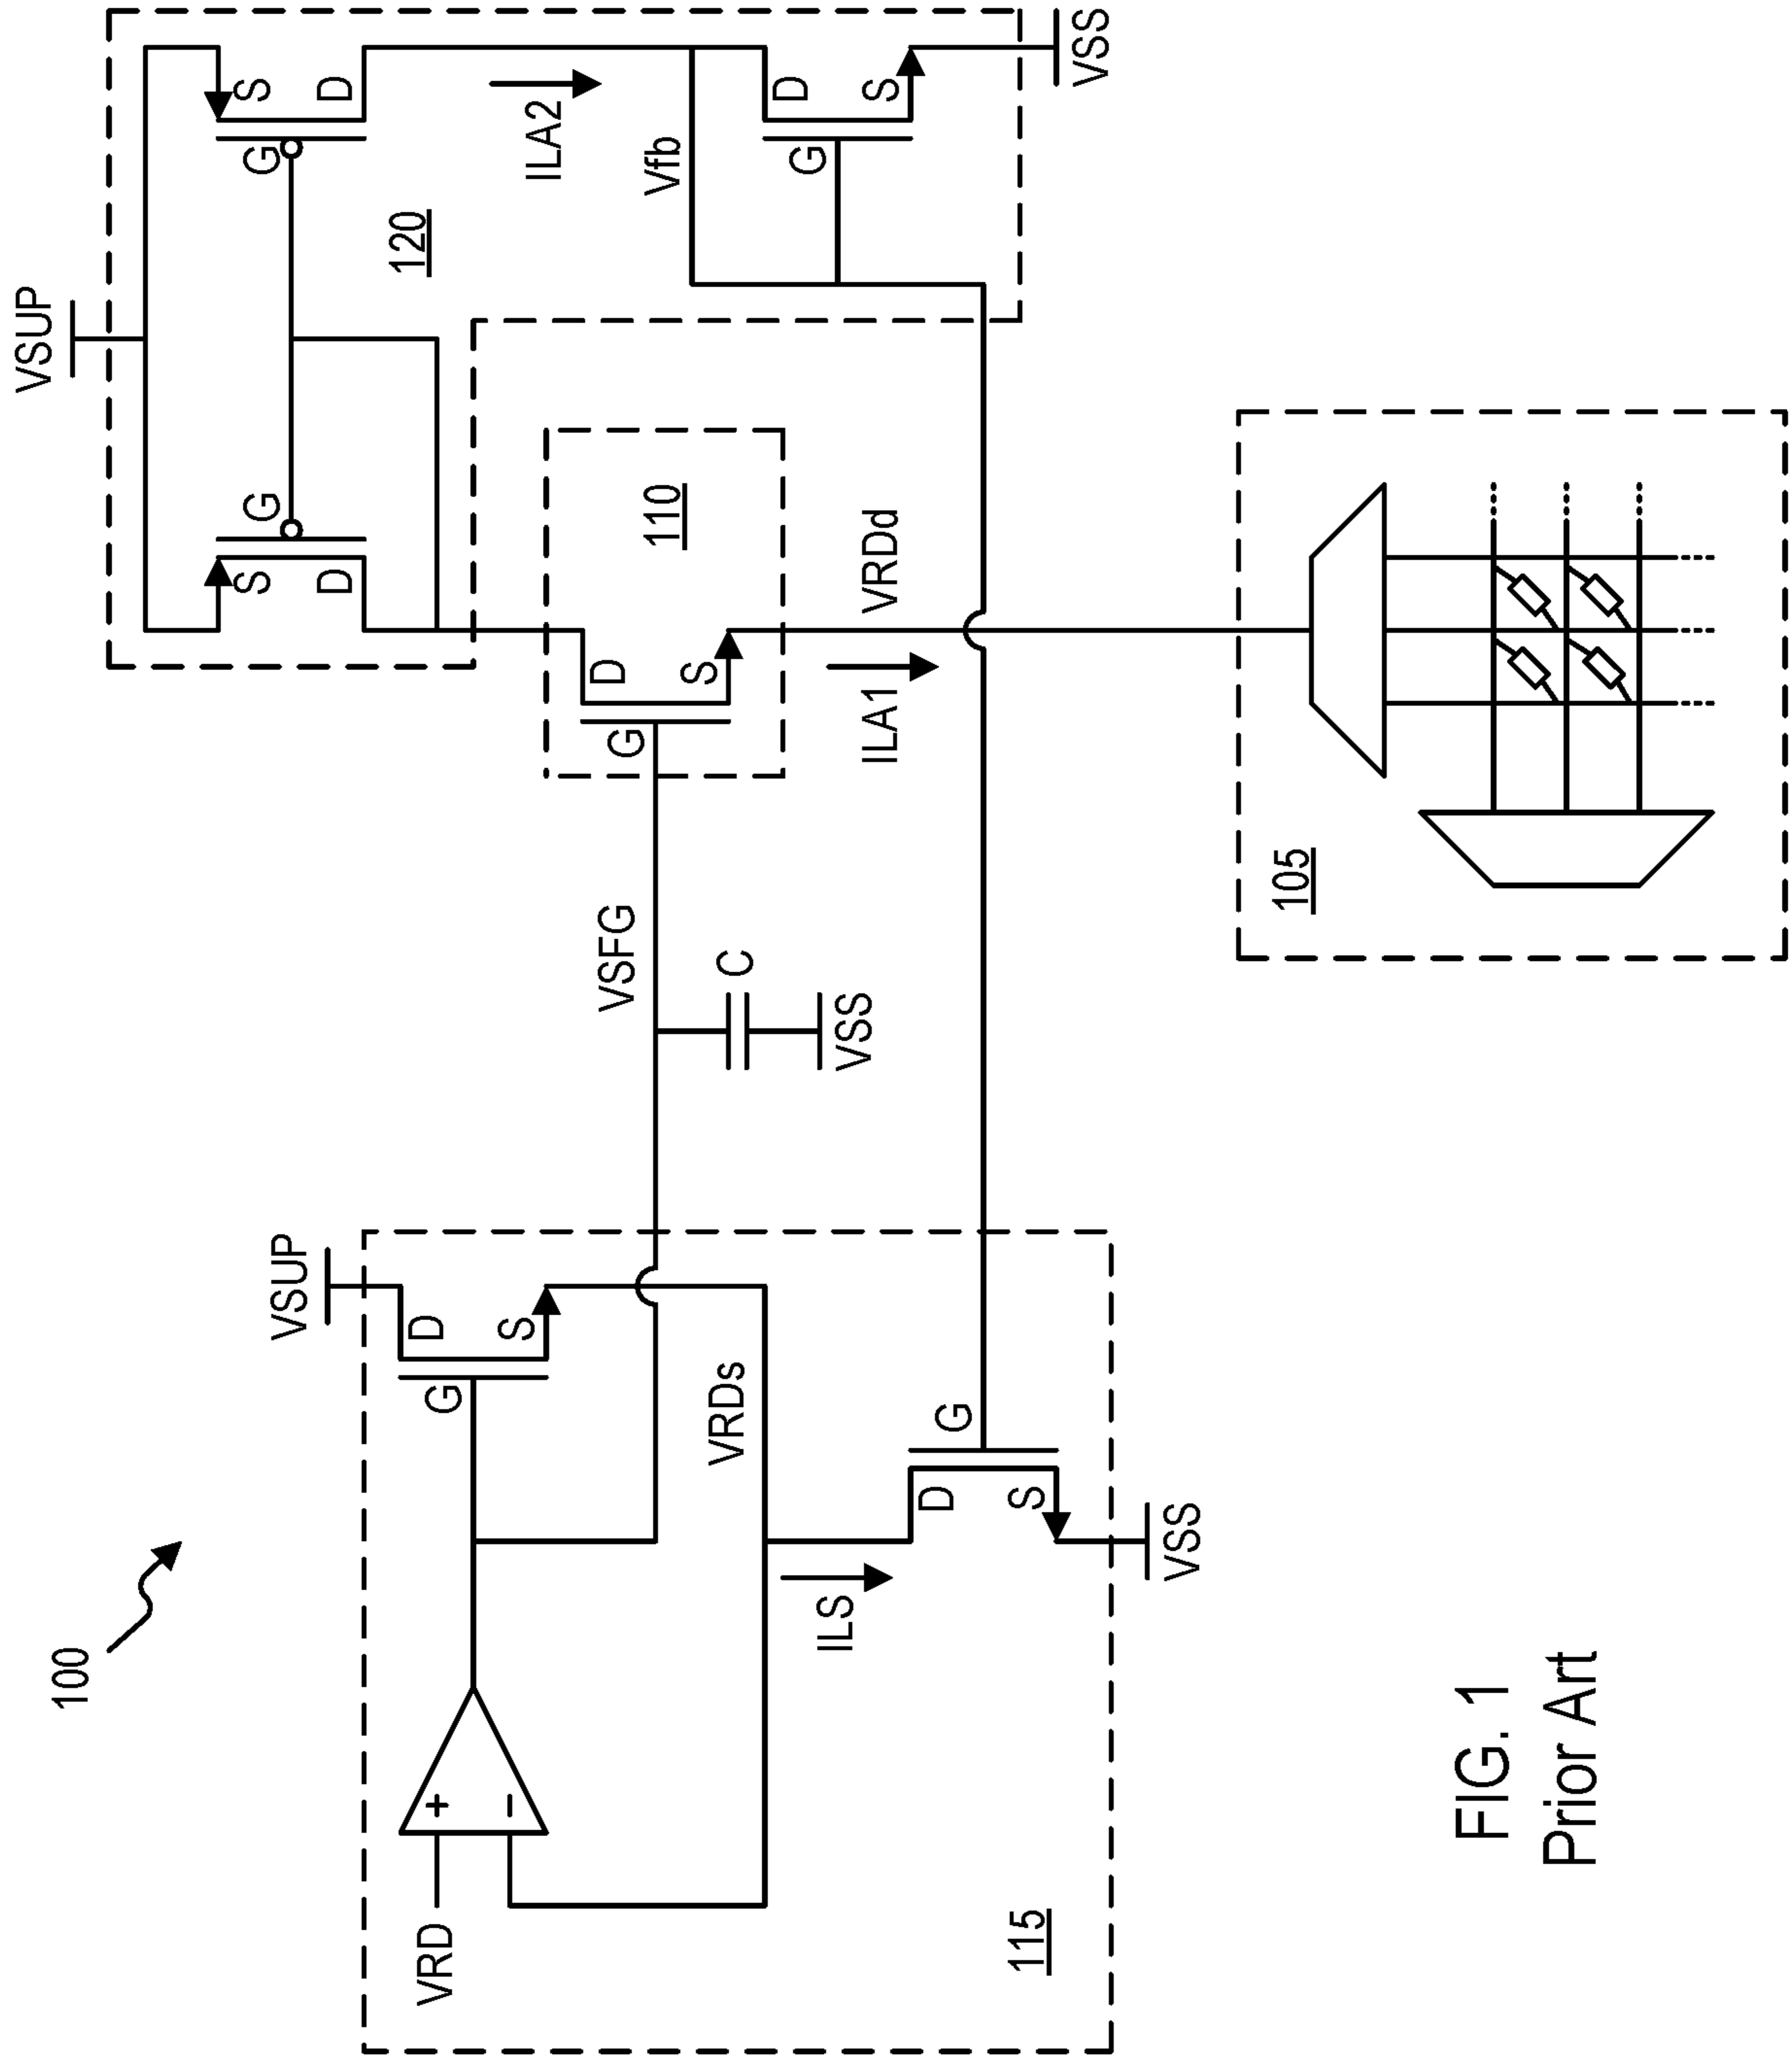 100
VSUP
S
G
D
G
S
D
120
ILA2
Vfb
D
G
S
VSS
VSUP
D
G
S
VSFG
C
VSS
D
G
S
110
ILA1
VRDd
VRD
+
-
VRDs
ILS
D
G
S
VSS
115
105
FIG. 1
Prior Art